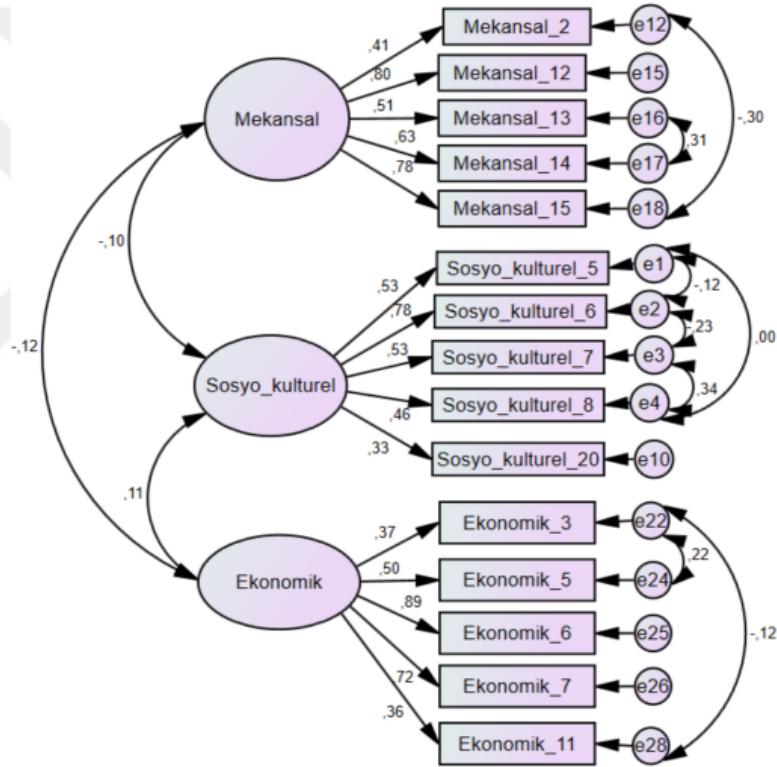 Mekansal
-,12
-,10
,41
,80
,51
,63
,78
Mekansal_2
Mekansal_12
Mekansal_13
Mekansal_14
Mekansal_15
e12
e15
e16
e17
e18
-,30
,31
Sosyo_kulturel
,11
,53
,78
,53
,46
,33
Sosyo_kulturel_5
Sosyo_kulturel_6
Sosyo_kulturel_7
Sosyo_kulturel_8
Sosyo_kulturel_20
e1
e2
e3
e4
e10
-,12
-,23
,34
,00
Ekonomik
,37
,50
,89
,72
,36
Ekonomik_3
Ekonomik_5
Ekonomik_6
Ekonomik_7
Ekonomik_11
e22
e24
e25
e26
e28
,22
-,12